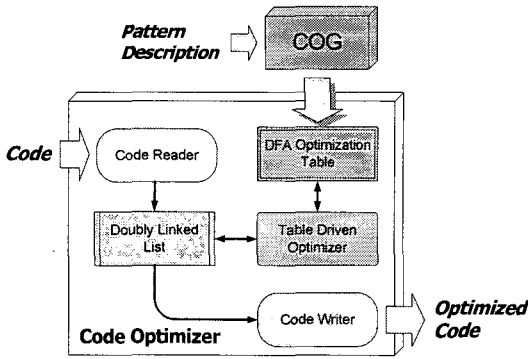 Pattern
Description
COG
Code
Code Reader
DFA Optimization
Table
Doubly Linked
List
Table Driven
Optimizer
Code Writer
Optimized
Code
Code Optimizer